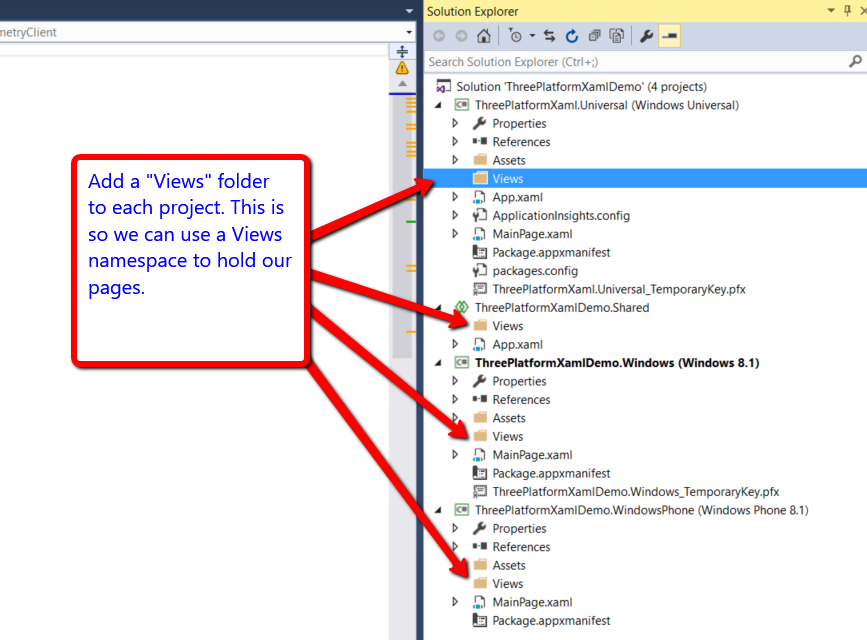 metryClient
Add a "Views" folder
to each project. This is
so we can use a Views
namespace to hold our
pages.
Solution Explorer
Search Solution Explorer (Ctrl+;)
Solution 'ThreePlatformXamlDemo' (4 projects)
ThreePlatformXaml.Universal (Windows Universal)
Properties
References
Assets
Views
App.xaml
ApplicationInsights.config
MainPage.xaml
Package.appxmanifest
packages.config
ThreePlatformXaml.Universal_TemporaryKey.pfx
ThreePlatformXamlDemo.Shared
Views
App.xaml
ThreePlatformXamlDemo.Windows (Windows 8.1)
Properties
References
Assets
Views
MainPage.xaml
Package.appxmanifest
ThreePlatformXamlDemo.Windows_TemporaryKey.pfx
ThreePlatformXamlDemo.WindowsPhone (Windows Phone 8.1)
Properties
References
Assets
Views
MainPage.xaml
Package.appxmanifest